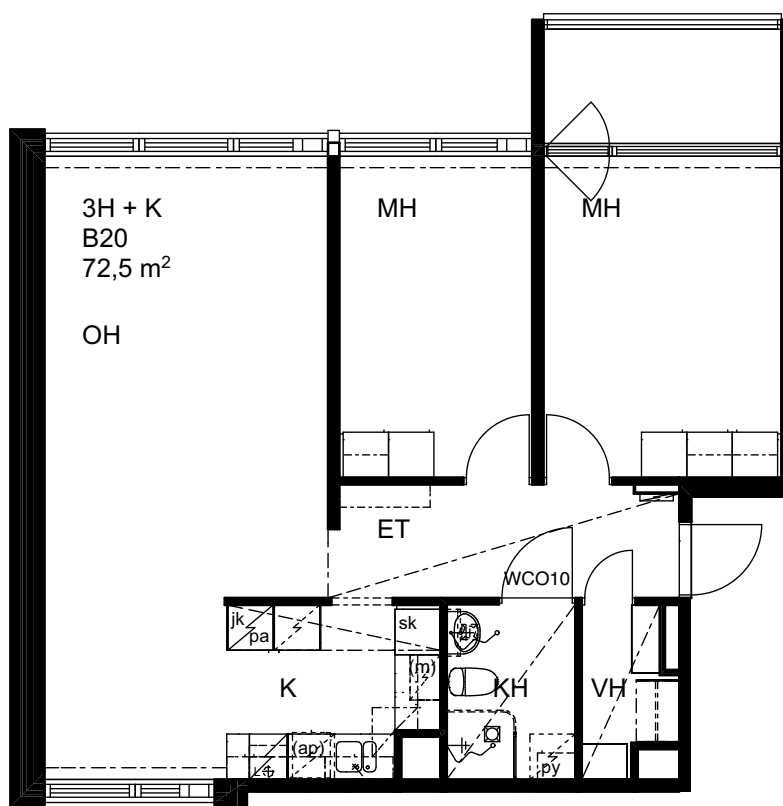 3H + K
B20
72,5 m²
OH
MH
MH
ET
WCO10
jk
pa
sk
(m)
K
KH
VH
(ap)
py